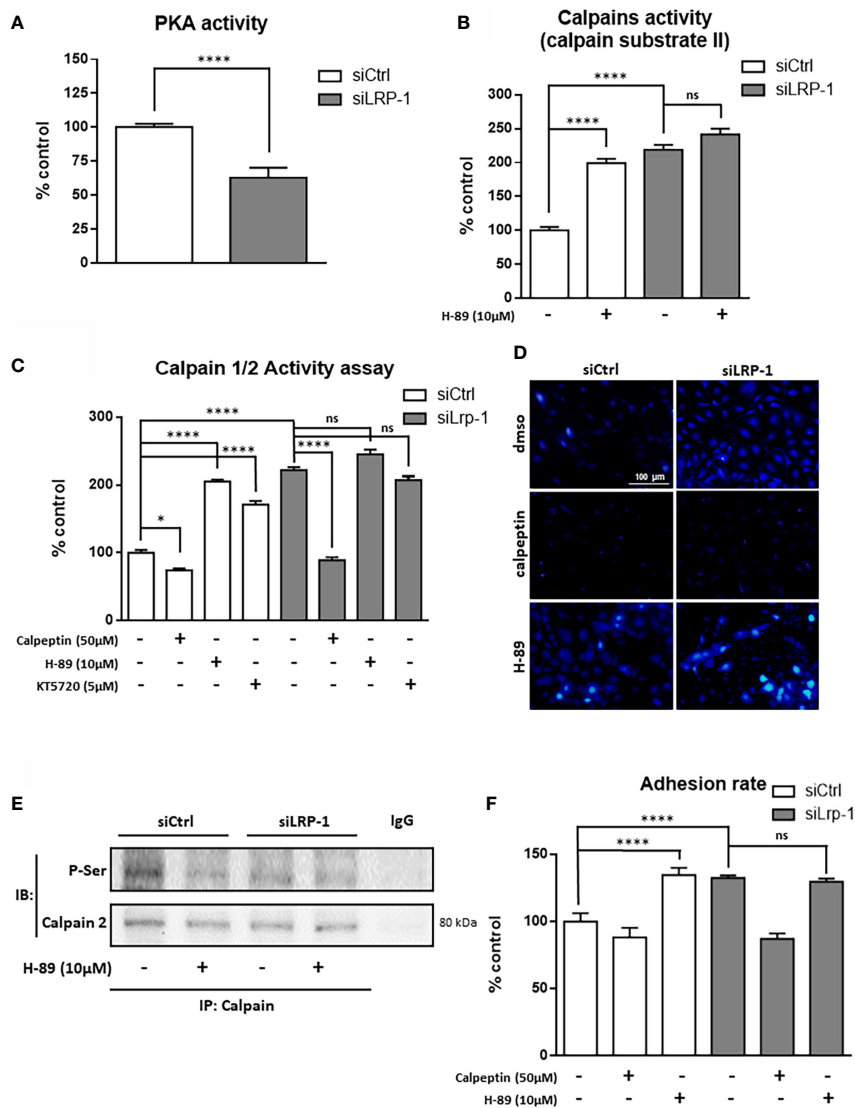 A
PKA activity
siCtrl
siLRP-1
****
150
125
100
75
50
25
0
% control
B
Calpains activity
(calpain substrate II)
siCtrl
siLRP-1
****
ns
****
300
250
200
150
100
50
0
% control
H-89 (10µM) - + - +
C
Calpain 1/2 Activity assay
siCtrl
siLrp-1
****
ns
****
****
ns
****
*
300
200
100
0
% control
Calpeptin (50µM) - + - - - + - -
H-89 (10µM) - - + - - - + -
KT5720 (5µM) - - - + - - - +
D
siCtrl siLRP-1
dmso
100 µm
calpeptin
H-89
E
siCtrl siLRP-1 IgG
IB:
P-Ser
Calpain 2
80 kDa
H-89 (10µM) - + - +
IP: Calpain
F
Adhesion rate
siCtrl
siLrp-1
****
****
ns
150
100
50
0
% control
Calpeptin (50µM) - + - - + -
H-89 (10µM) - - + - - +